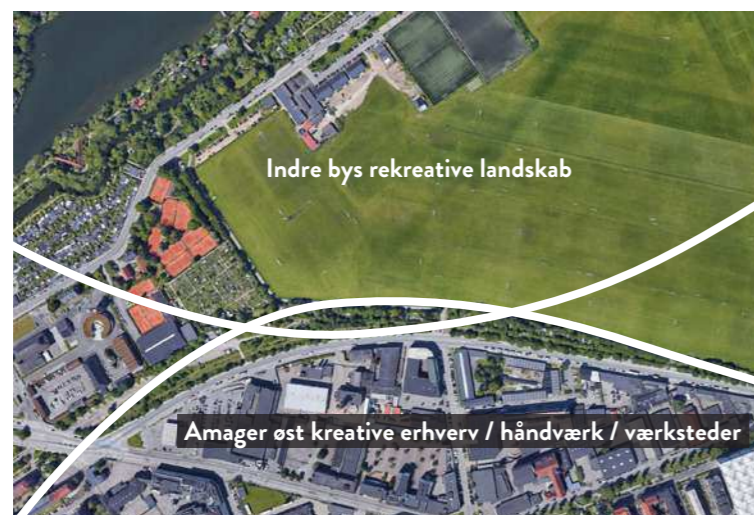 Indre bys rekreative landskab
Amager øst kreative erhverv / håndværk / værksteder